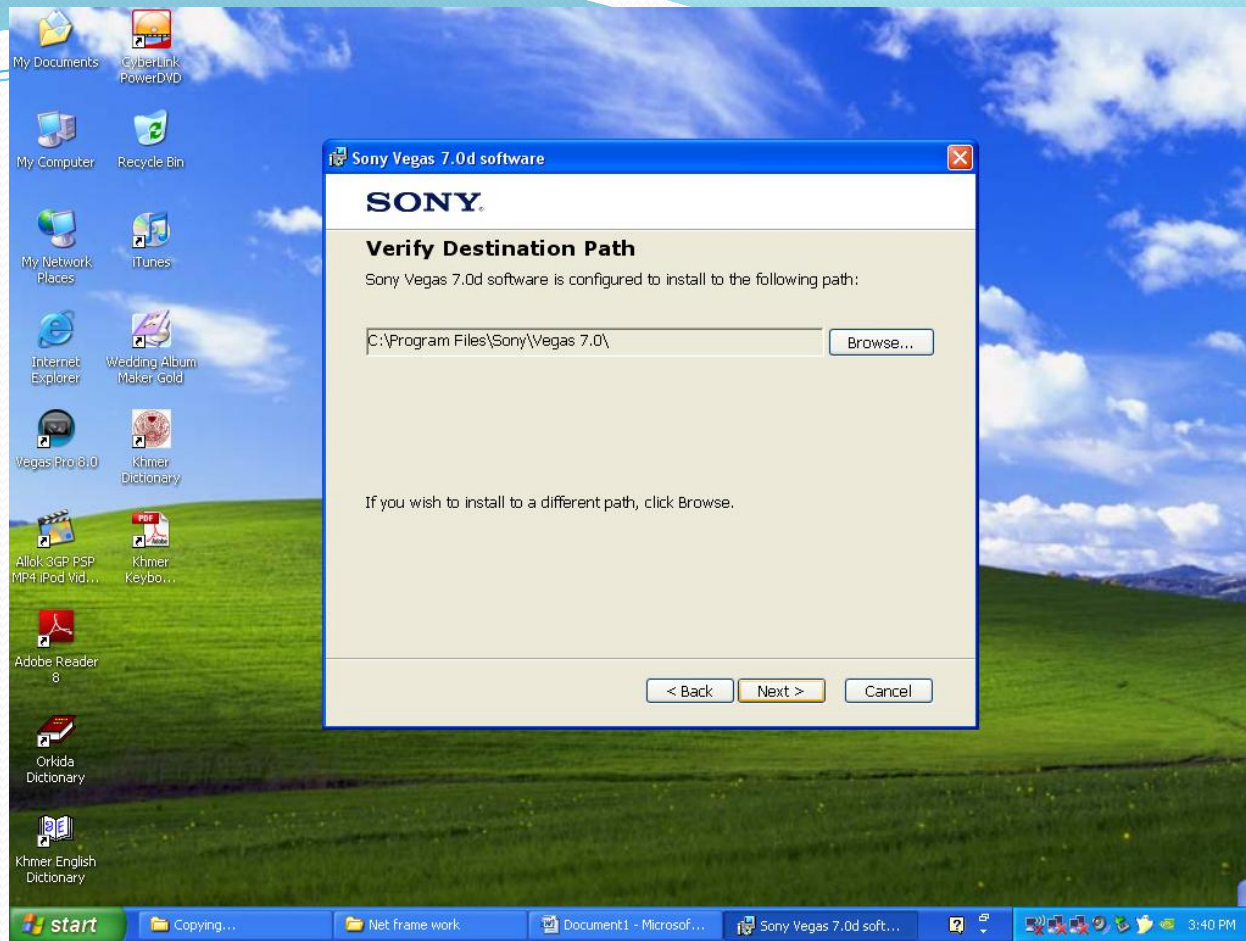 My Documents
CyberLink
PowerDVD
My Computer
Recycle Bin
My Network
Places
iTunes
Internet
Explorer
Wedding Album
Maker Gold
Vegas Pro 8.0
Khmer
Dictionary
Allok 3GP PSP
MP4 iPod Vid...
PDF
Adobe
Khmer
Keybo...
Adobe Reader
8
Orkida
Dictionary
Khmer English
Dictionary
Sony Vegas 7.0d software
SONY.
Verify Destination Path
Sony Vegas 7.0d software is configured to install to the following path:
C:\Program Files\Sony\Vegas 7.0\
Browse...
If you wish to install to a different path, click Browse.
< Back
Next >
Cancel
start
Copying...
Net frame work
Document1 - Microsof...
Sony Vegas 7.0d soft...
3:40 PM